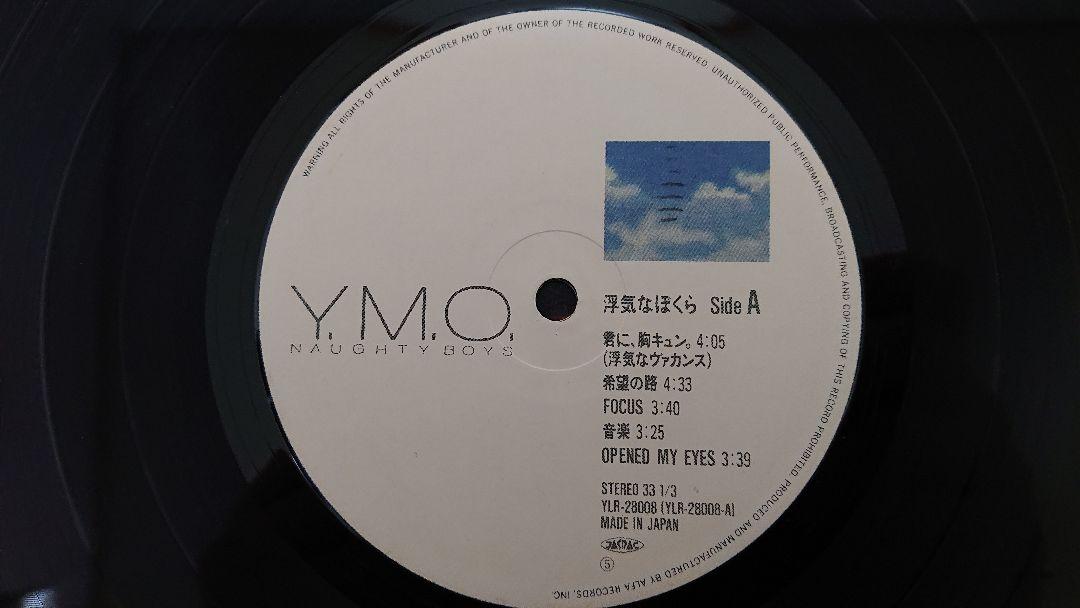 WARNING ALL RIGHTS OF THE MANUFACTURER AND OF THE OWNER OF THE RECORDED WORK RESERVED. UNAUTHORIZED PUBLIC PERFORMANCE, BROADCASTING AND COPYING OF THIS RECORD PROHIBITED. PRODUCED AND MANUFACTURED BY ALFA RECORDS, INC.
Y.M.O.
NAUGHTY BOYS
浮気なぼくら Side A
君に、胸キュン。 4:05
(浮気なヴァカンス)
希望の路 4:33
FOCUS 3:40
音楽 3:25
OPENED MY EYES 3:39
STEREO 33 1/3
YLR-28008 (YLR-28008-A)
MADE IN JAPAN
JASRAC
⑤